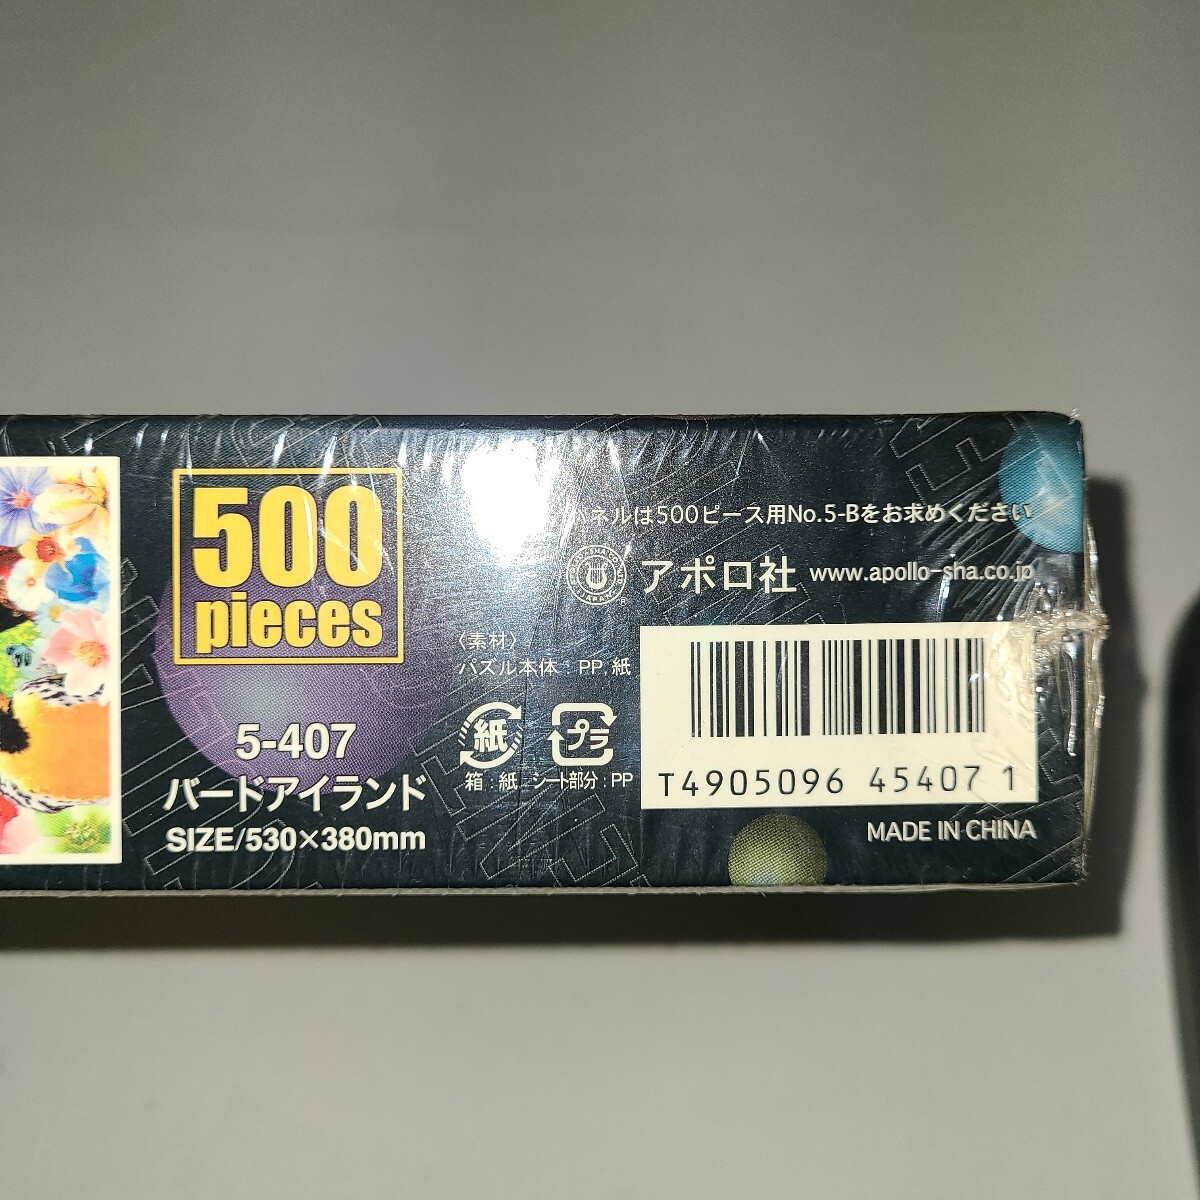 500
pieces
5-407
バードアイランド
SIZE/530×380mm
パネルは500ピース用No.5-Bをお求めください
アポロ社 www.apollo-sha.co.jp
〈素材〉
パズル本体：PP，紙
紙
プラ
箱：紙 シート部分：PP
T4905096 45407 1
MADE IN CHINA